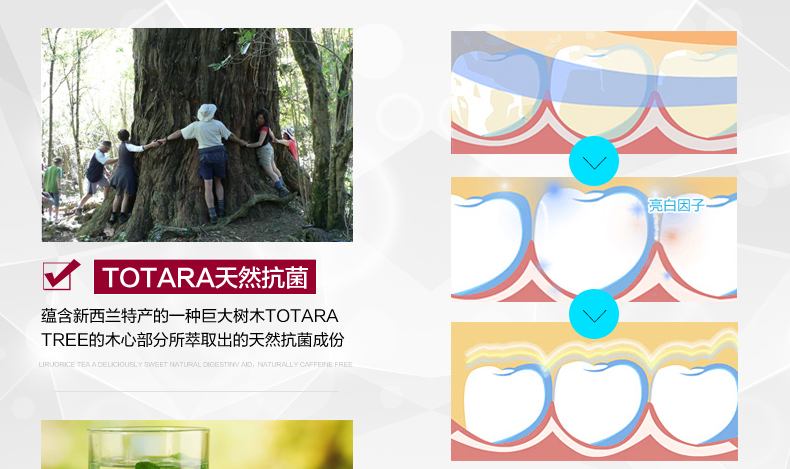 TOTARA天然抗菌
蕴含新西兰特产的一种巨大树木TOTARA
TREE的木心部分所萃取出的天然抗菌成份
LIRUORICE TEA A DELICIOUSLY SWEET NATURAL DIGESTINV AID, NATURALLY CAFFEINE FREE
亮白因子